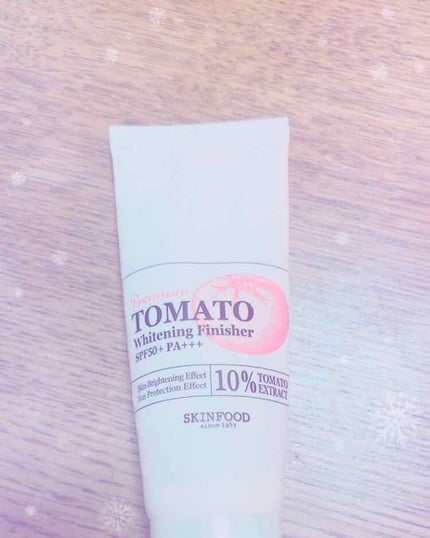 Premium
TOMATO
Whitening Finisher
SPF50+ PA+++
Skin-Brightening Effect
Sun Protection Effect
10% TOMATO
EXTRACT
SKINFOOD
since 1957